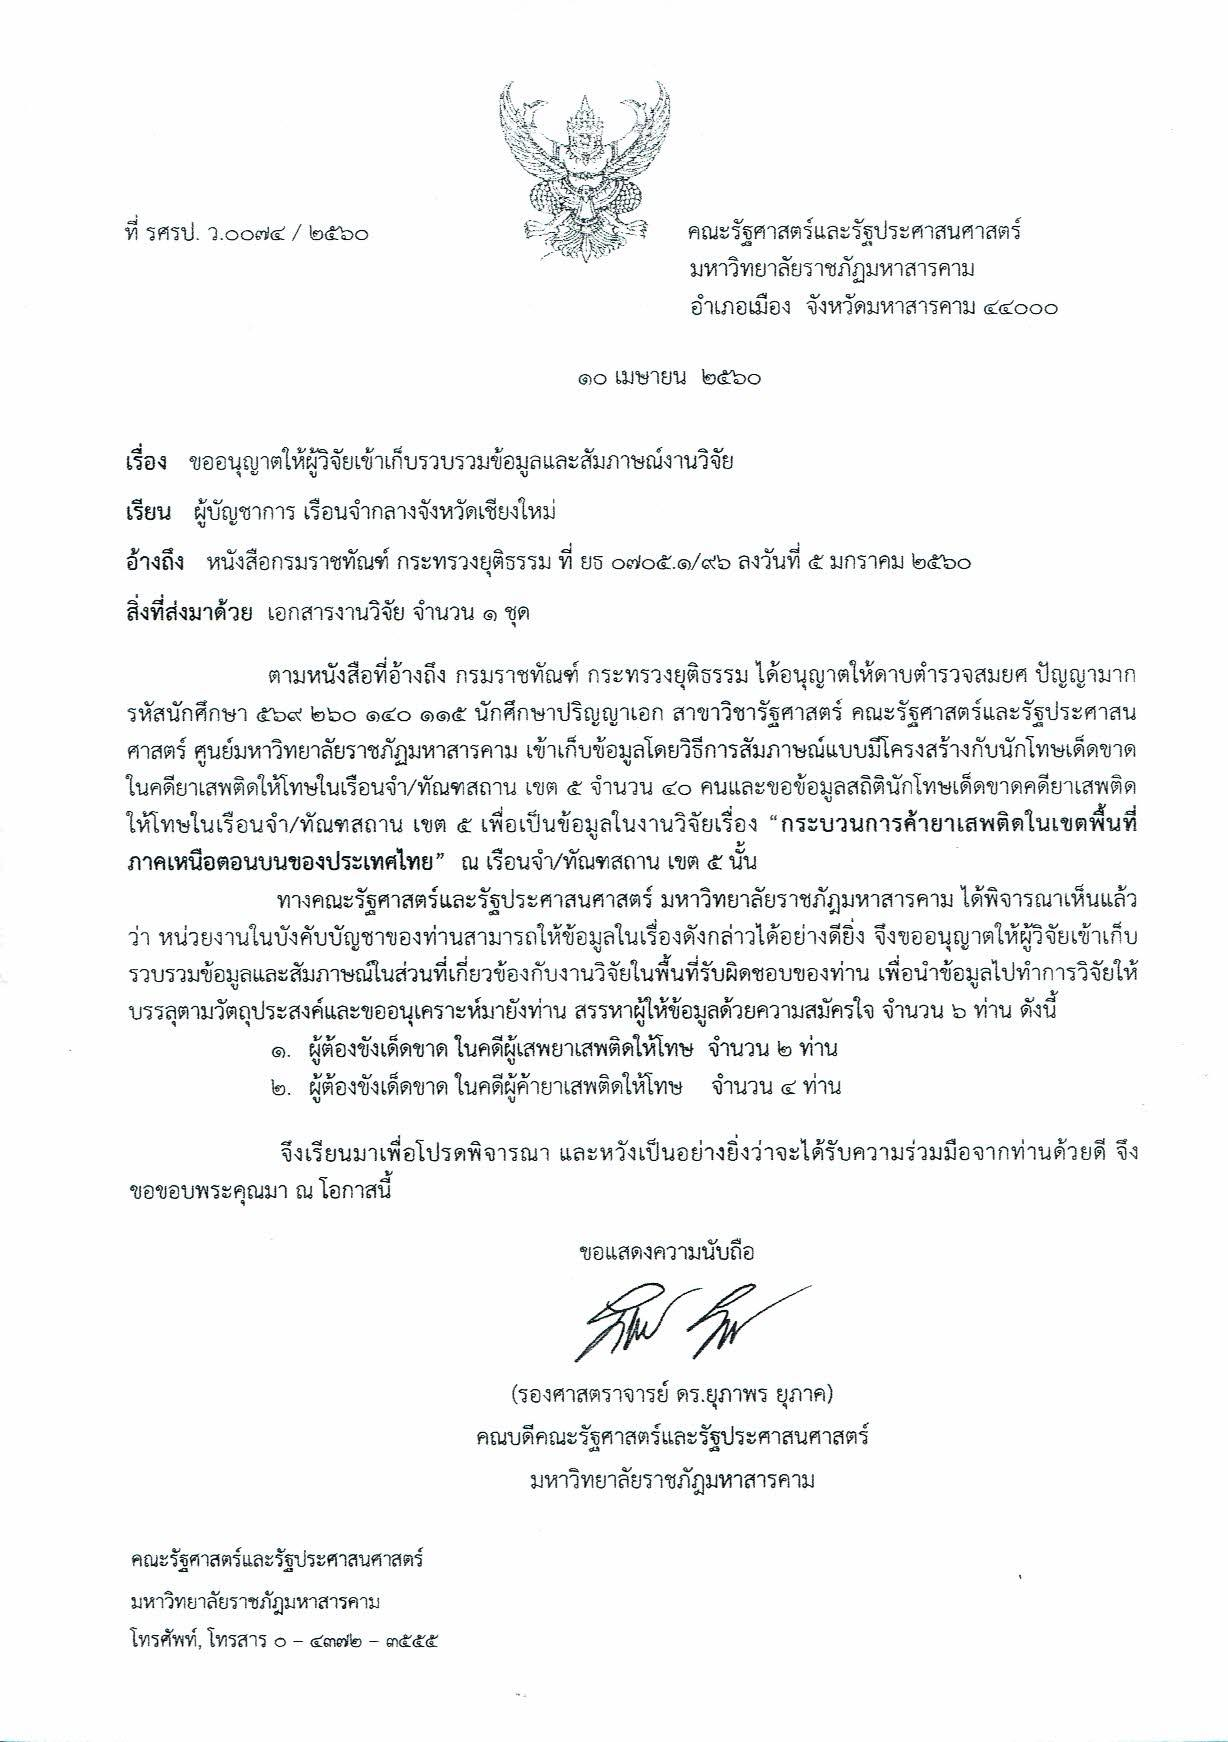 ที่ รศรป. ว.๐๐๗๔ / ๒๕๖๐
คณะรัฐศาสตร์และรัฐประศาสนศาสตร์
มหาวิทยาลัยราชภัฏมหาสารคาม
อำเภอเมือง จังหวัดมหาสารคาม ๔๔๐๐๐
๑๐ เมษายน ๒๕๖๐
เรื่อง ขออนุญาตให้ผู้วิจัยเข้าเก็บรวบรวมข้อมูลและสัมภาษณ์งานวิจัย
เรียน ผู้บัญชาการ เรือนจำกลางจังหวัดเชียงใหม่
อ้างถึง หนังสือกรมราชทัณฑ์ กระทรวงยุติธรรม ที่ ยธ ๐๗๐๕.๑/๙๖ ลงวันที่ ๕ มกราคม ๒๕๖๐
สิ่งที่ส่งมาด้วย เอกสารงานวิจัย จำนวน ๑ ชุด
ตามหนังสือที่อ้างถึง กรมราชทัณฑ์ กระทรวงยุติธรรม ได้อนุญาตให้ดาบตำรวจสมยศ ปัญญามาก
รหัสนักศึกษา ๕๖๙ ๒๖๐ ๑๔๐ ๑๑๕ นักศึกษาปริญญาเอก สาขาวิชารัฐศาสตร์ คณะรัฐศาสตร์และรัฐประศาสน
ศาสตร์ ศูนย์มหาวิทยาลัยราชภัฏมหาสารคาม เข้าเก็บข้อมูลโดยวิธีการสัมภาษณ์แบบมีโครงสร้างกับนักโทษเด็ดขาด
ในคดียาเสพติดให้โทษในเรือนจำ/ทัณฑสถาน เขต ๕ จำนวน ๔๐ คนและขอข้อมูลสถิตินักโทษเด็ดขาดคดียาเสพติด
ให้โทษในเรือนจำ/ทัณฑสถาน เขต ๕ เพื่อเป็นข้อมูลในงานวิจัยเรื่อง “กระบวนการค้ายาเสพติดในเขตพื้นที่
ภาคเหนือตอนบนของประเทศไทย” ณ เรือนจำ/ทัณฑสถาน เขต ๕ นั้น
ทางคณะรัฐศาสตร์และรัฐประศาสนศาสตร์ มหาวิทยาลัยราชภัฏมหาสารคาม ได้พิจารณาเห็นแล้ว
ว่า หน่วยงานในบังคับบัญชาของท่านสามารถให้ข้อมูลในเรื่องดังกล่าวได้อย่างดียิ่ง จึงขออนุญาตให้ผู้วิจัยเข้าเก็บ
รวบรวมข้อมูลและสัมภาษณ์ในส่วนที่เกี่ยวข้องกับงานวิจัยในพื้นที่รับผิดชอบของท่าน เพื่อนำข้อมูลไปทำการวิจัยให้
บรรลุตามวัตถุประสงค์และขออนุเคราะห์มายังท่าน สรรหาผู้ให้ข้อมูลด้วยความสมัครใจ จำนวน ๖ ท่าน ดังนี้
๑. ผู้ต้องขังเด็ดขาด ในคดีผู้เสพยาเสพติดให้โทษ จำนวน ๒ ท่าน
๒. ผู้ต้องขังเด็ดขาด ในคดีผู้ค้ายาเสพติดให้โทษ จำนวน ๔ ท่าน
จึงเรียนมาเพื่อโปรดพิจารณา และหวังเป็นอย่างยิ่งว่าจะได้รับความร่วมมือจากท่านด้วยดี จึง
ขอขอบพระคุณมา ณ โอกาสนี้
ขอแสดงความนับถือ
(รองศาสตราจารย์ ดร.ยุภาพร ยุภาศ)
คณบดีคณะรัฐศาสตร์และรัฐประศาสนศาสตร์
มหาวิทยาลัยราชภัฏมหาสารคาม
คณะรัฐศาสตร์และรัฐประศาสนศาสตร์
มหาวิทยาลัยราชภัฏมหาสารคาม
โทรศัพท์, โทรสาร ๐ – ๔๓๗๒ – ๓๕๕๕